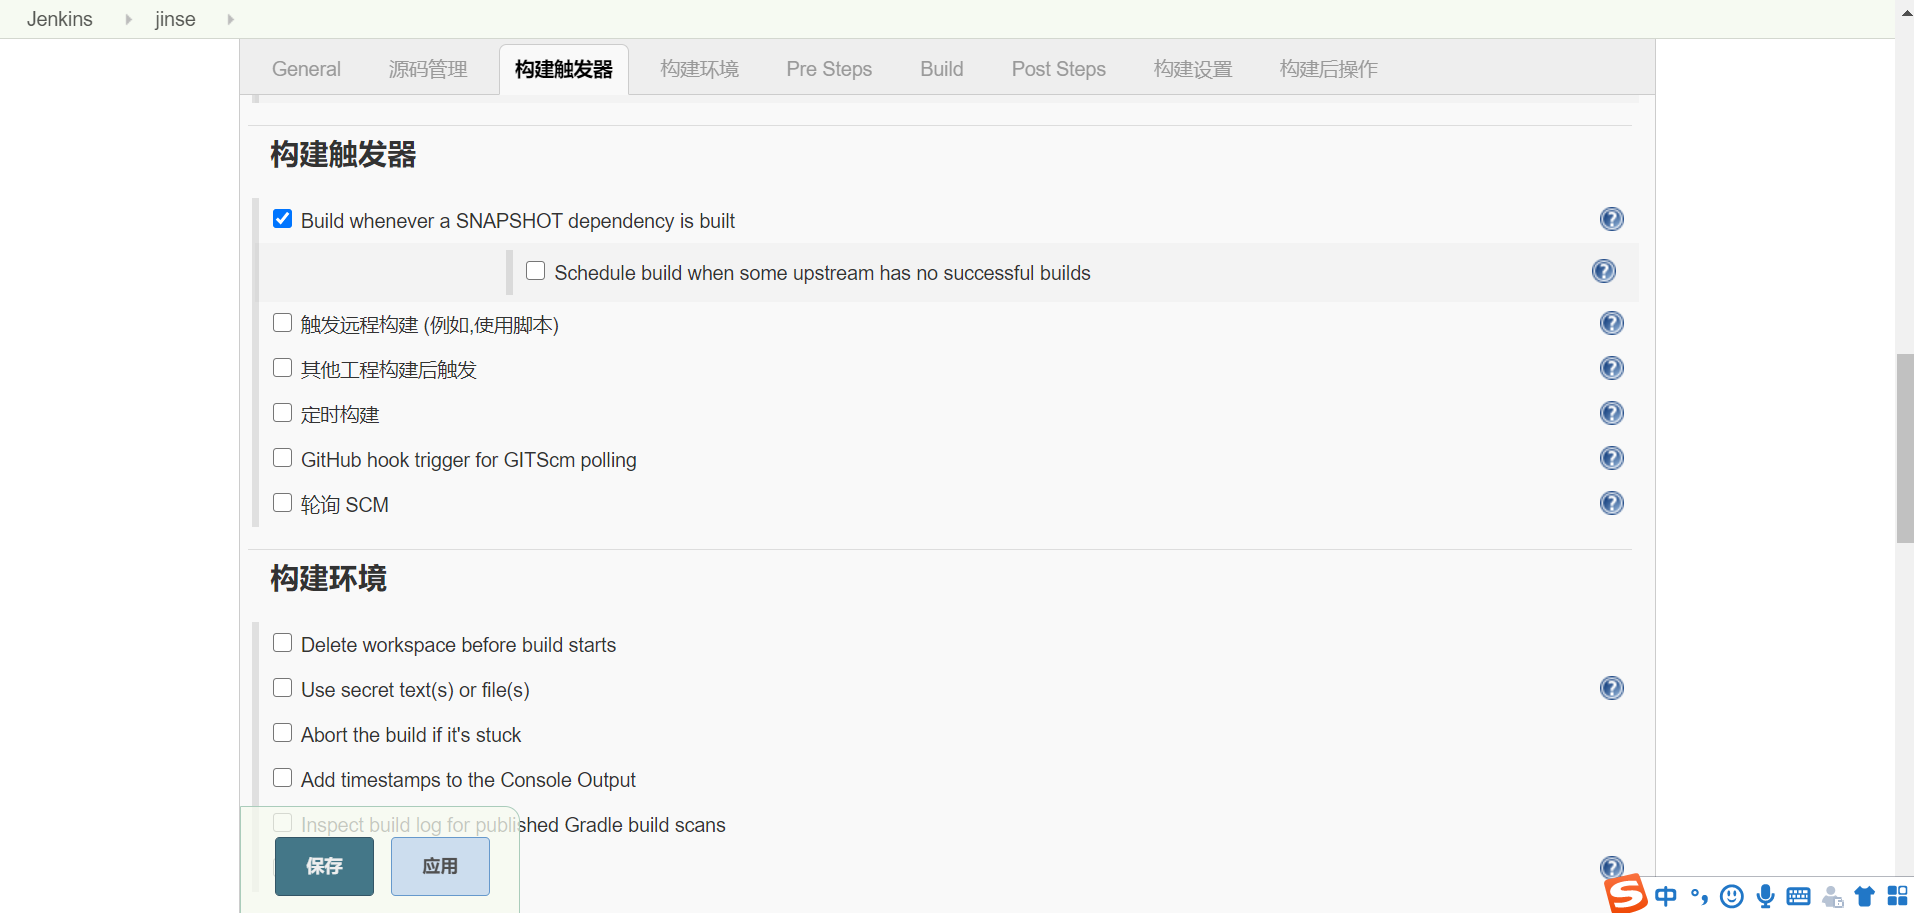 Jenkins jinse
General 源码管理 构建触发器 构建环境 Pre Steps Build Post Steps 构建设置 构建后操作
构建触发器
Build whenever a SNAPSHOT dependency is built
Schedule build when some upstream has no successful builds
触发远程构建 (例如,使用脚本)
其他工程构建后触发
定时构建
GitHub hook trigger for GITScm polling
轮询 SCM
构建环境
Delete workspace before build starts
Use secret text(s) or file(s)
Abort the build if it's stuck
Add timestamps to the Console Output
Inspect build log for published Gradle build scans
保存 应用
中